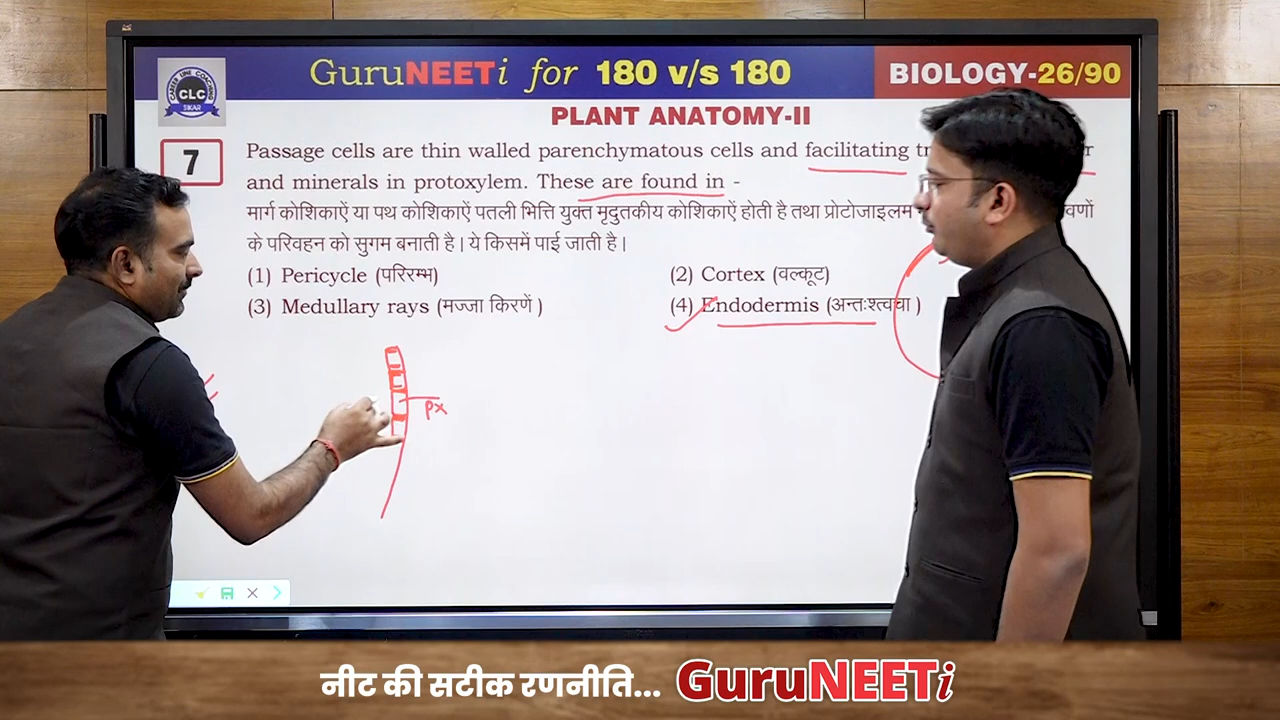 GuruNEETi for 180 v/s 180
BIOLOGY-26/90
CAREER LINE COACHING
CLC
SIKAR
PLANT ANATOMY-II
7
Passage cells are thin walled parenchymatous cells and facilitating
and minerals in protoxylem. These are found in -
मार्ग कोशिकाऐं या पथ कोशिकाऐं पतली भित्ति युक्त मृदुतकीय कोशिकाऐं होती है तथा प्रोटोजाइलम
के परिवहन को सुगम बनाती है। ये किसमें पाई जाती है।
(1) Pericycle (परिरम्भ)
(2) Cortex (वल्कूट)
(3) Medullary rays (मज्जा किरणें )
(4) Endodermis (अन्तःश्त्वचा )
px
नीट की सटीक रणनीति... GuruNEETi